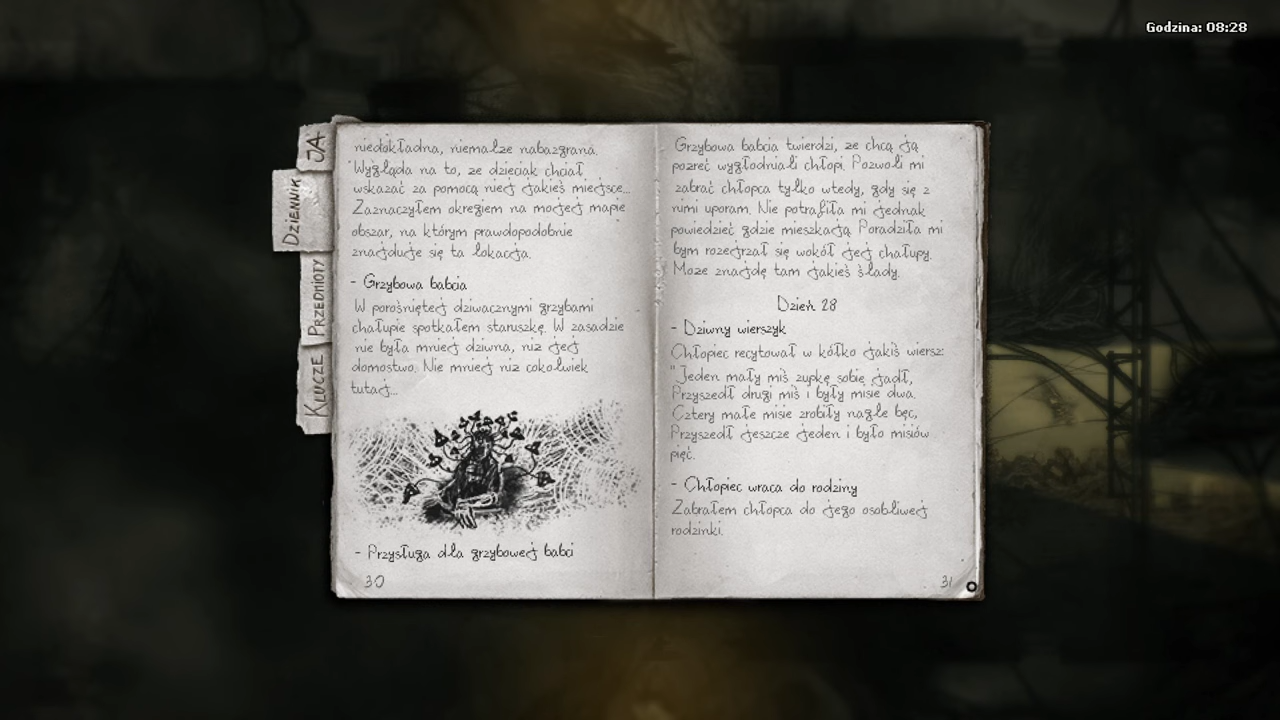 Godzina: 08:28
JA
DZIENNIK
PRZEDMIOTY
KLUCZE
niedokładna, niemalże nabazgrana.
Wygląda na to, że dzieciak chciał
wskazać za pomocą niej jakieś miejsce...
Zaznaczyłem okręgiem na mojej mapie
obszar, na którym prawdopodobnie
znajduje się ta lokacja.
- Grzybowa babcia
W porośniętej dziwacznymi grzybami
chałupie spotkałem staruszkę. W zasadzie
nie była mniej dziwna, niż jej
domostwo. Nie mniej niż cokolwiek
tutaj...
- Przysługa dla grzybowej babci
30
Grzybowa babcia twierdzi, że chcą ją
pożreć wygłodniali chłopi. Pozwoli mi
zabrać chłopca tylko wtedy, gdy się z
nimi uporam. Nie potrafiła mi jednak
powiedzieć gdzie mieszkają. Poradziła mi
bym rozejrzał się wokół jej chałupy.
Może znajdę tam jakieś ślady.
Dzień 28
- Dziwny wierszyk
Chłopiec recytował w kółko jakiś wiersz:
"Jeden mały miś zupkę sobie jadł,
Przyszedł drugi miś i były misie dwa.
Cztery małe misie zrobiły nagle bęc,
Przyszedł jeszcze jeden i było misiów
pięć.
- Chłopiec wraca do rodziny
Zabrałem chłopca do jego osobliwej
rodzinki.
31